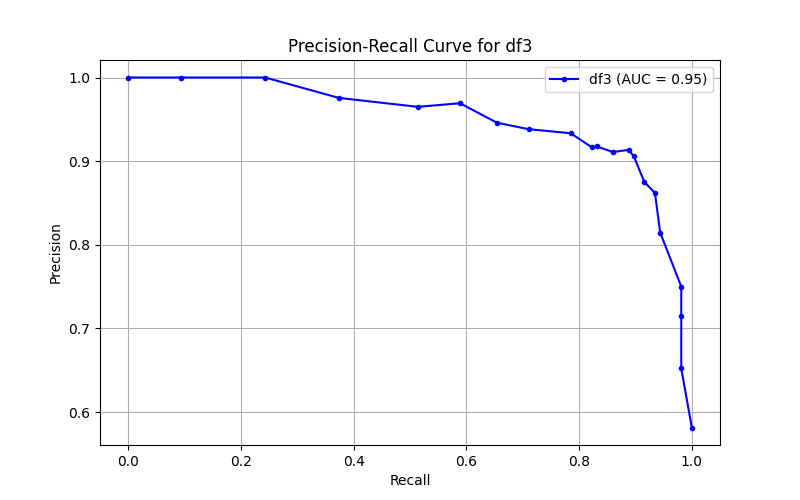 Precision-Recall Curve for df3
df3 (AUC = 0.95)
1.0
0.9
0.8
0.7
0.6
Precision
0.0 0.2 0.4 0.6 0.8 1.0
Recall